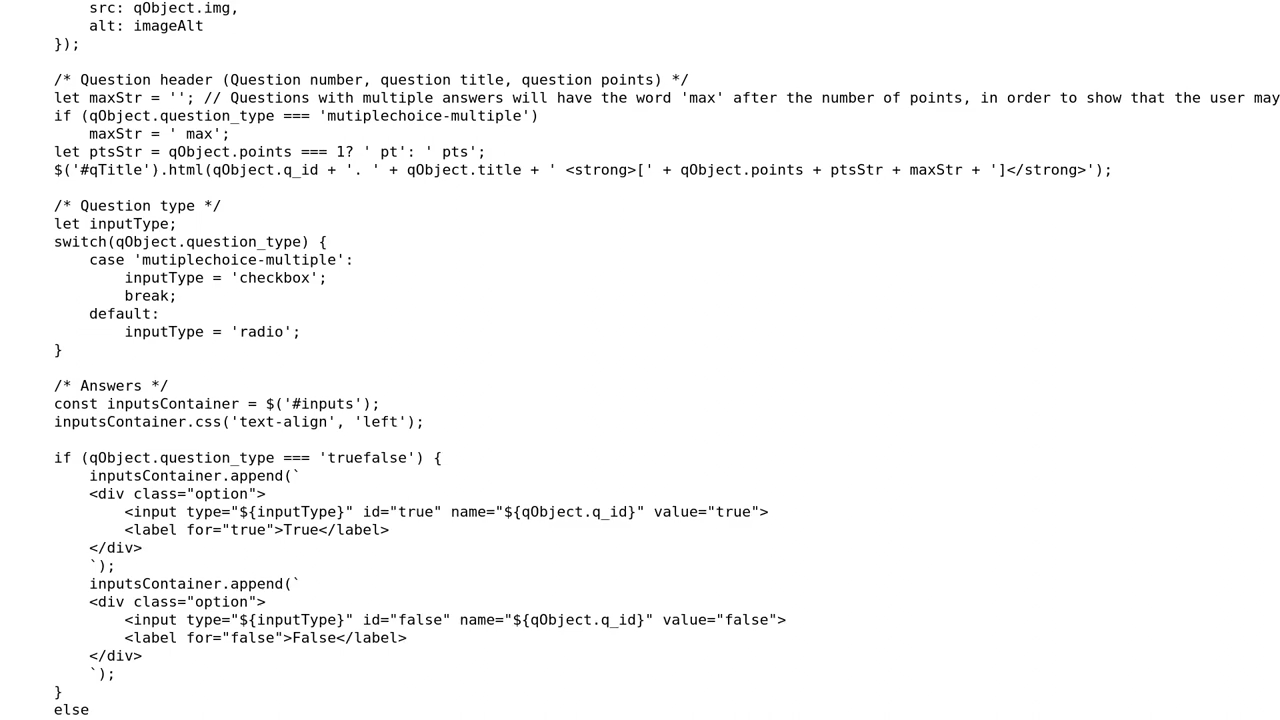 src: qObject.img,
alt: imageAlt
});
/* Question header (Question number, question title, question points) */
let maxStr = ''; // Questions with multiple answers will have the word 'max' after the number of points, in order to show that the user may
if (qObject.question_type === 'mutiplechoice-multiple')
maxStr = ' max';
let ptsStr = qObject.points === 1? ' pt': ' pts';
$('#qTitle').html(qObject.q_id + '. ' + qObject.title + ' <strong>[' + qObject.points + ptsStr + maxStr + ']</strong>');
/* Question type */
let inputType;
switch(qObject.question_type) {
case 'mutiplechoice-multiple':
inputType = 'checkbox';
break;
default:
inputType = 'radio';
}
/* Answers */
const inputsContainer = $('#inputs');
inputsContainer.css('text-align', 'left');
if (qObject.question_type === 'truefalse') {
inputsContainer.append(`
<div class="option">
<input type="${inputType}" id="true" name="${qObject.q_id}" value="true">
<label for="true">True</label>
</div>
`);
inputsContainer.append(`
<div class="option">
<input type="${inputType}" id="false" name="${qObject.q_id}" value="false">
<label for="false">False</label>
</div>
`);
}
else